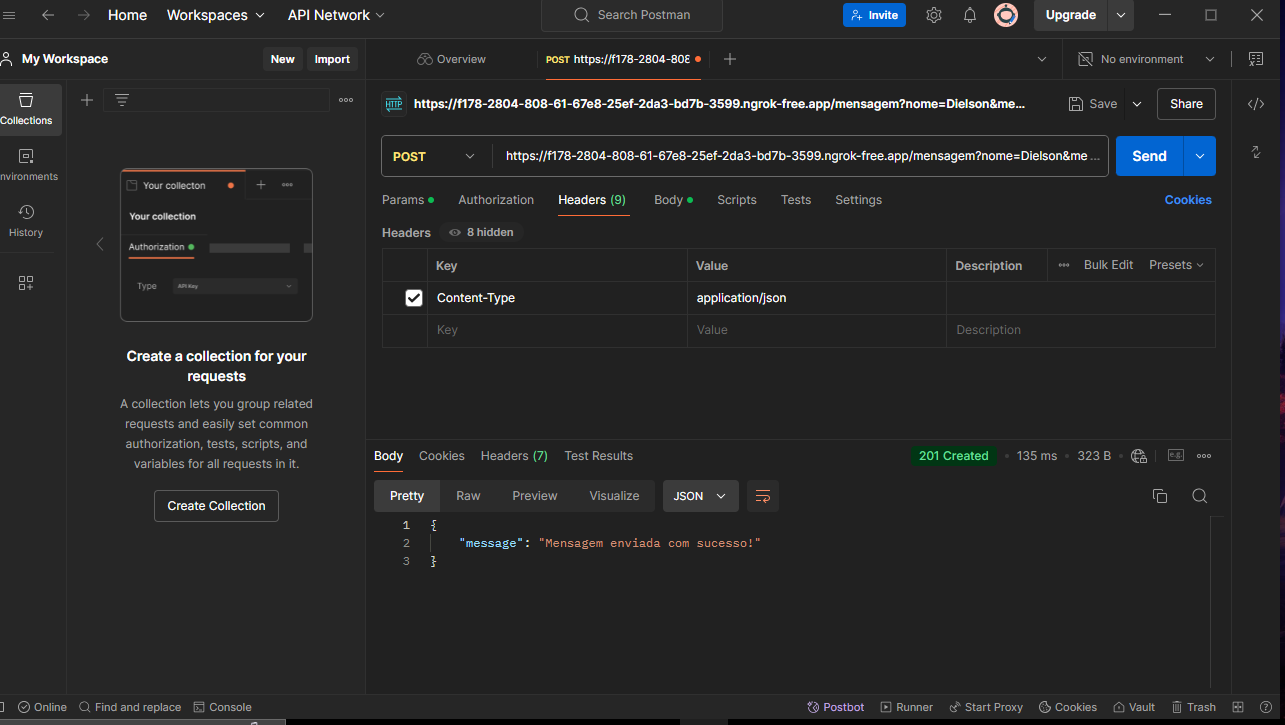 Home Workspaces API Network Search Postman Invite Upgrade
My Workspace New Import Overview POST https://f178-2804-808 No environment
Collections
HTTP https://f178-2804-808-61-67e8-25ef-2da3-bd7b-3599.ngrok-free.app/mensagem?nome=Dielson&me... Save Share
POST https://f178-2804-808-61-67e8-25ef-2da3-bd7b-3599.ngrok-free.app/mensagem?nome=Dielson&me ... Send
nvironments
History
Your collecton
Your collection
Authorization
Type API Key
Create a collection for your
requests
A collection lets you group related
requests and easily set common
authorization, tests, scripts, and
variables for all requests in it.
Create Collection
Params Authorization Headers (9) Body Scripts Tests Settings Cookies
Headers 8 hidden
Key Value Description Bulk Edit Presets
Content-Type application/json
Key Value Description
Body Cookies Headers (7) Test Results 201 Created 135 ms 323 B e.g.
Pretty Raw Preview Visualize JSON
1 {
2 "message": "Mensagem enviada com sucesso!"
3 }
Online Find and replace Console Postbot Runner Start Proxy Cookies Vault Trash